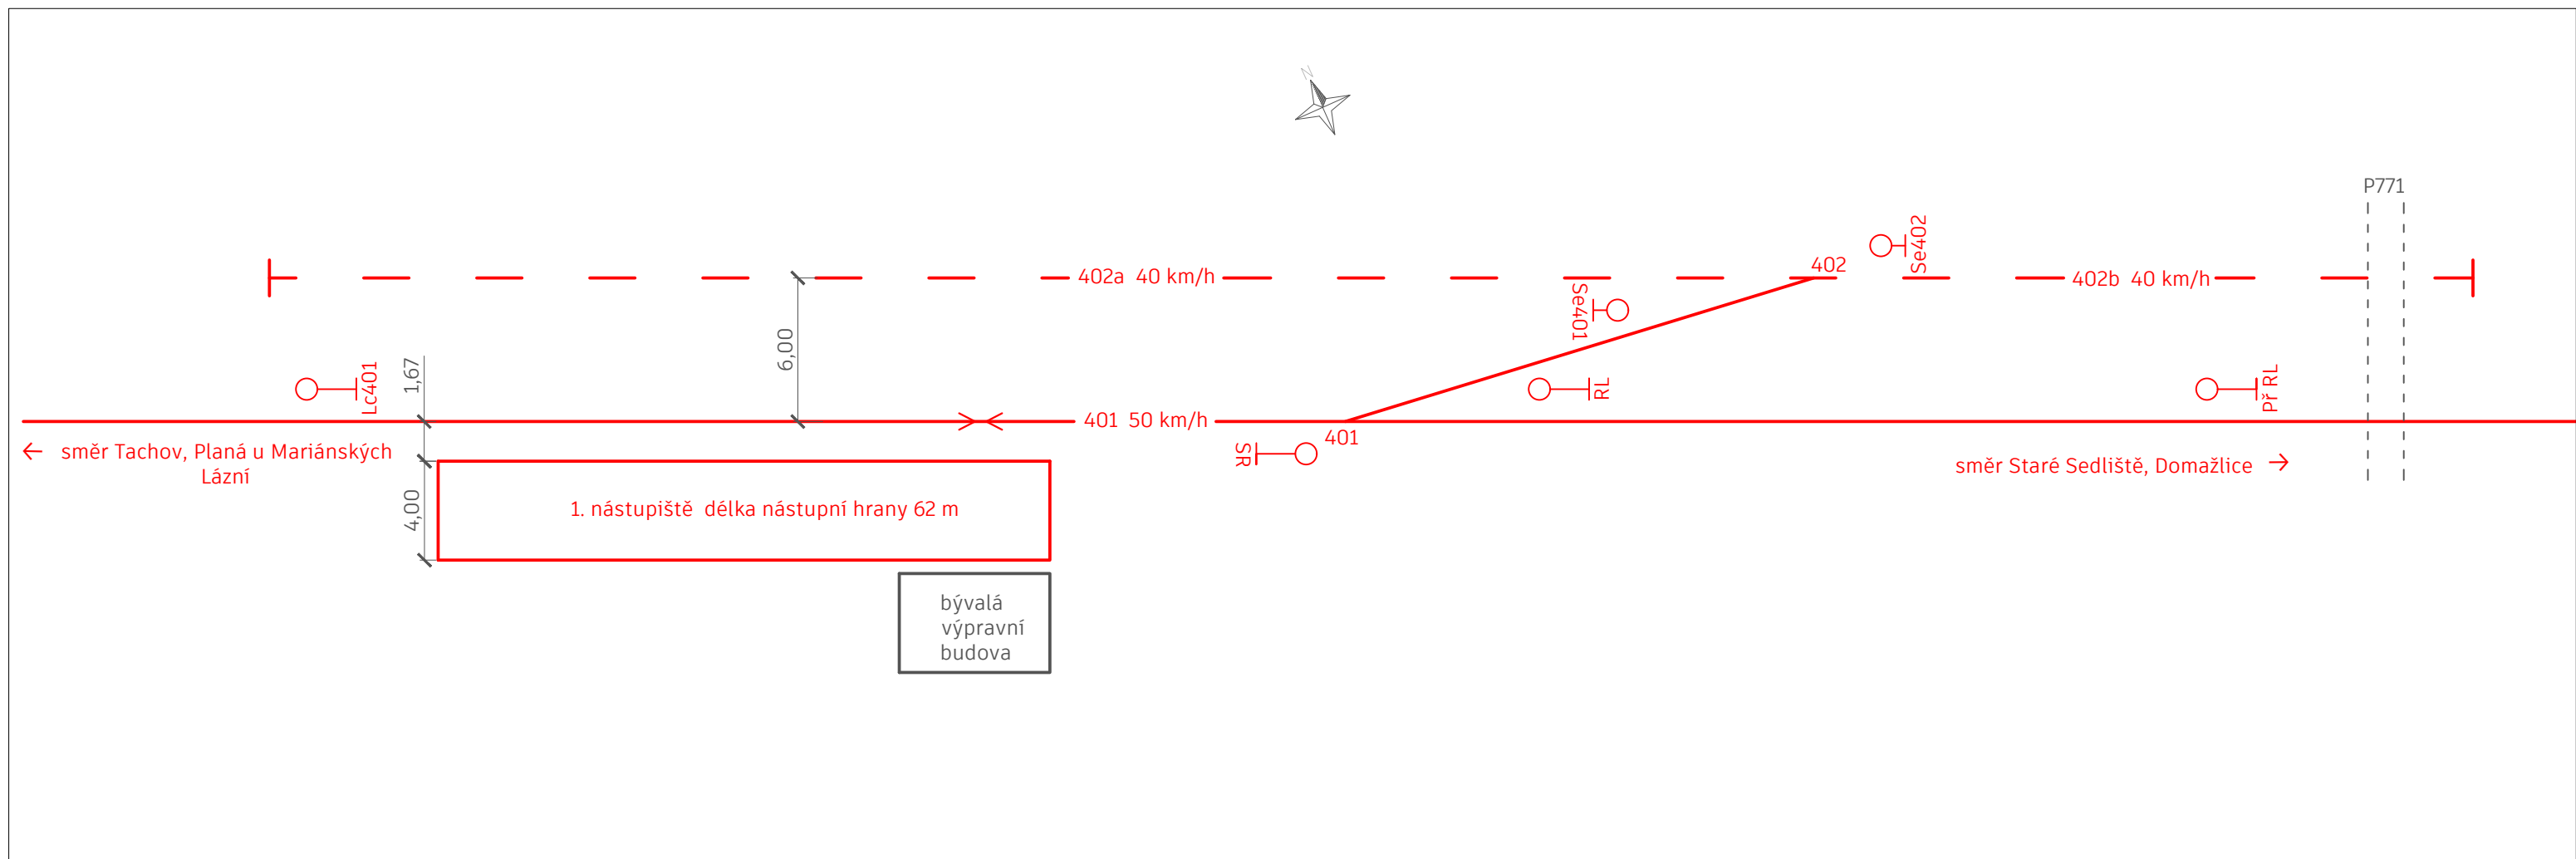 N
P771
Se402
402
402a 40 km/h
402b 40 km/h
Se401
6,00
1,67
Lc401
RL
Př RL
401 50 km/h
401
SR
směr Tachov, Planá u Mariánských
Lázní
směr Staré Sedliště, Domažlice
4,00
1. nástupiště délka nástupní hrany 62 m
bývalá
výpravní
budova